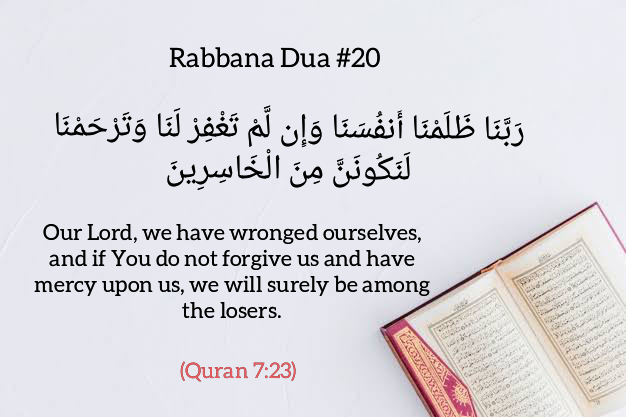 Rabbana Dua #20
رَبَّنَا ظَلَمْنَا أَنفُسَنَا وَإِن لَّمْ تَغْفِرْ لَنَا وَتَرْحَمْنَا
لَنَكُونَنَّ مِنَ الْخَاسِرِينَ
Our Lord, we have wronged ourselves,
and if You do not forgive us and have
mercy upon us, we will surely be among
the losers.
(Quran 7:23)